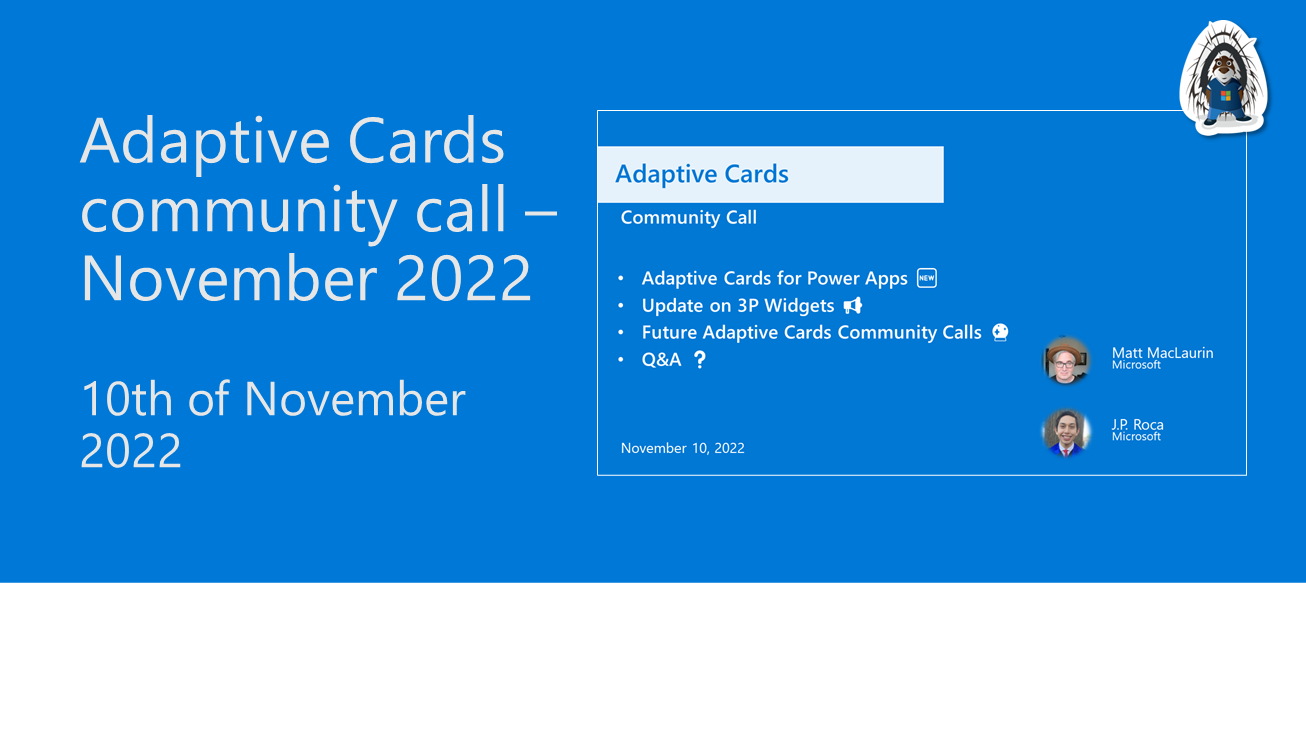 Adaptive Cards
community call –
November 2022
10th of November
2022
Adaptive Cards
Community Call
• Adaptive Cards for Power Apps NEW
• Update on 3P Widgets
• Future Adaptive Cards Community Calls
• Q&A ?
Matt MacLaurin
Microsoft
J.P. Roca
Microsoft
November 10, 2022